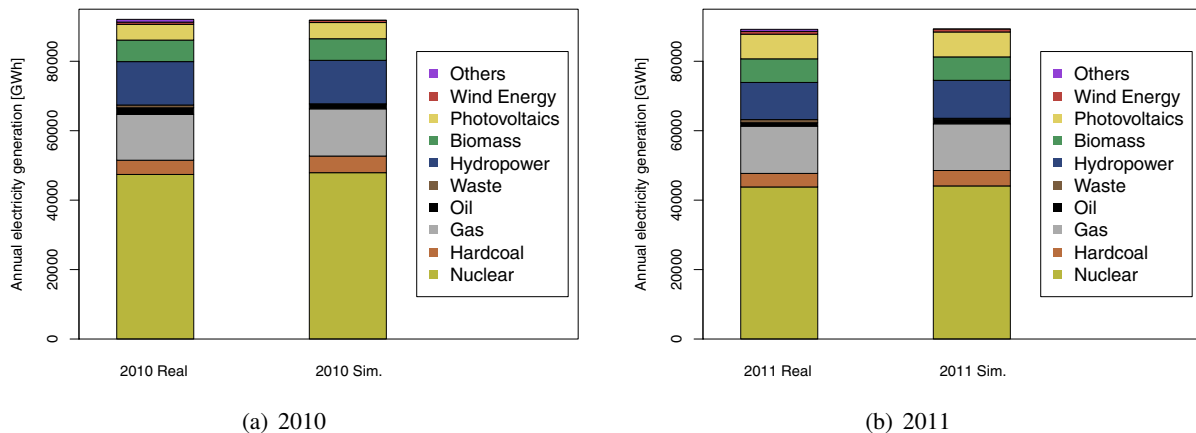 Annual electricity generation [GWh]
80000
60000
40000
20000
0
Others
Wind Energy
Photovoltaics
Biomass
Hydropower
Waste
Oil
Gas
Hardcoal
Nuclear
2010 Real
2010 Sim.
(a) 2010
Annual electricity generation [GWh]
80000
60000
40000
20000
0
Others
Wind Energy
Photovoltaics
Biomass
Hydropower
Waste
Oil
Gas
Hardcoal
Nuclear
2011 Real
2011 Sim.
(b) 2011